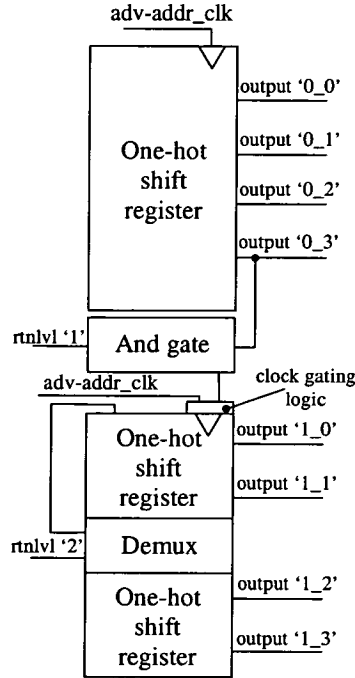 adv-addr_clk
output ‘0_0’
output ‘0_1’
One-hot
shift
register
output ‘0_2’
output ‘0_3’
rtnlvl ‘1’
And gate
adv-addr_clk
clock gating
logic
One-hot
shift
register
output ‘1_0’
output ‘1_1’
rtnlvl ‘2’
Demux
One-hot
shift
register
output ‘1_2’
output ‘1_3’